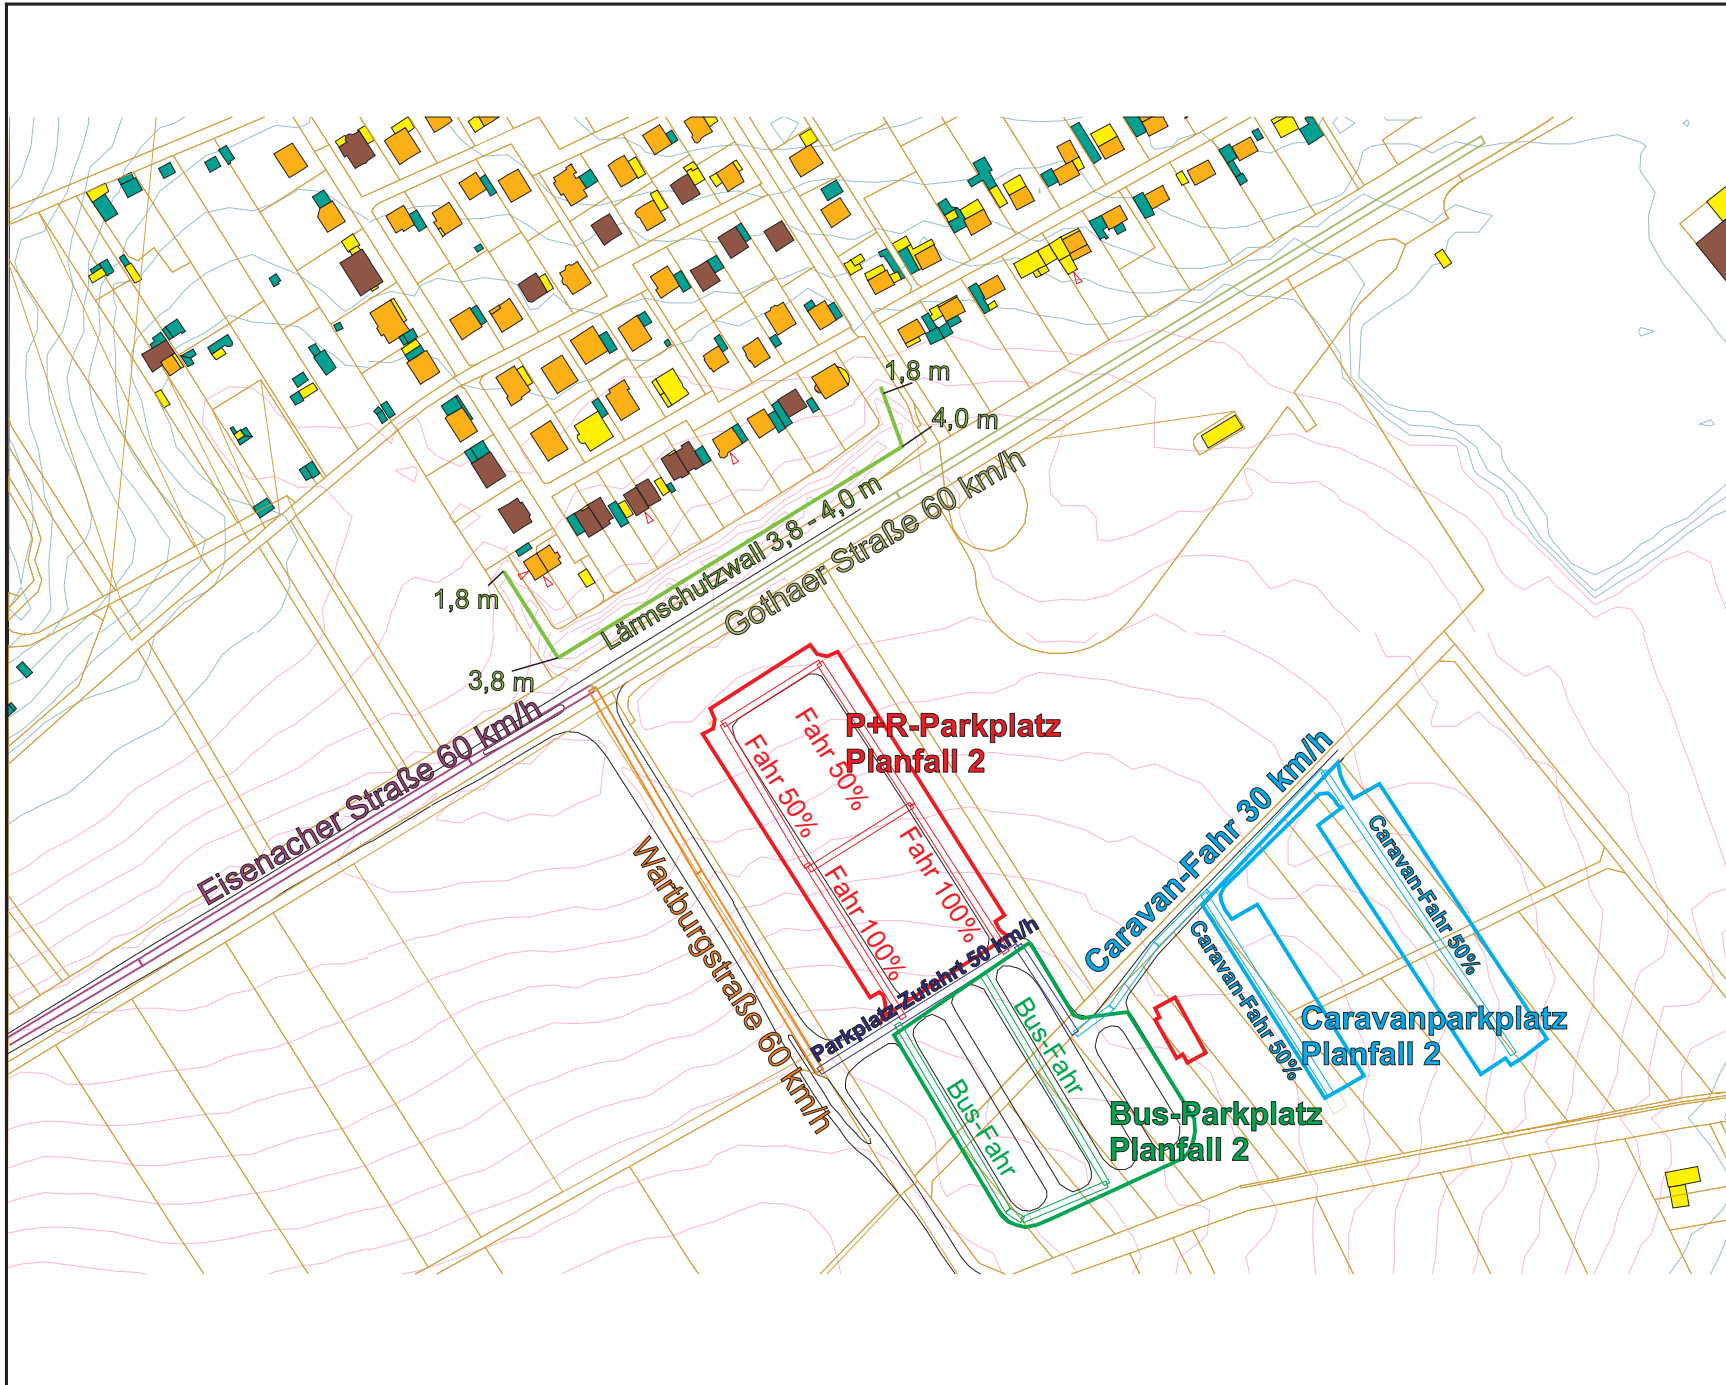 1,8 m
4,0 m
Lärmschutzwall 3,8 - 4,0 m
Gothaer Straße 60 km/h
1,8 m
3,8 m
Eisenacher Straße 60 km/h
P+R-Parkplatz
Planfall 2
Fahr 50%
Fahr 50%
Fahr 100%
Fahr 100%
Wartburgstraße 60 km/h
Parkplatz-Zufahrt 50 km/h
Caravan-Fahr 30 km/h
Caravan-Fahr 50%
Caravan-Fahr 50%
Caravanparkplatz
Planfall 2
Bus-Fahr
Bus-Fahr
Bus-Parkplatz
Planfall 2